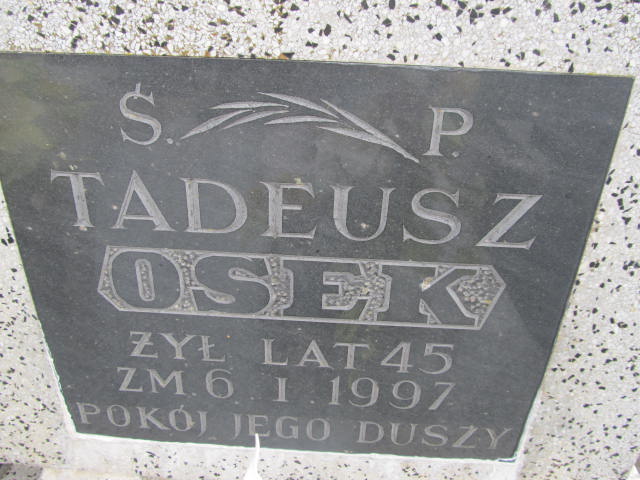 Ś. P.
TADEUSZ
OSEK
ŻYŁ LAT 45
ZM. 6 I 1997
POKÓJ JEGO DUSZY